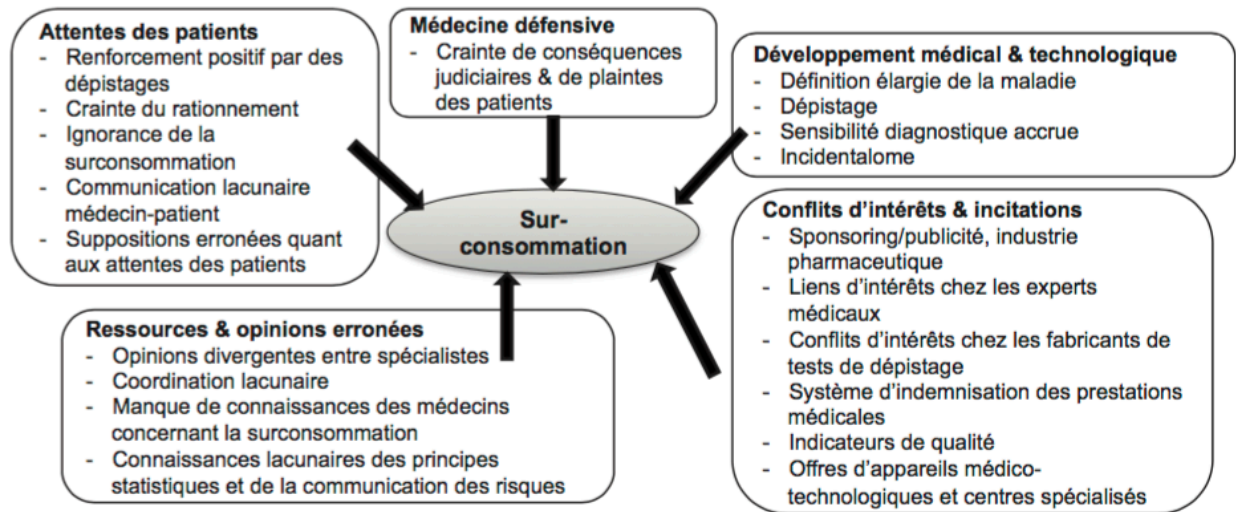 Attentes des patients
- Renforcement positif par des
dépistages
- Crainte du rationnement
- Ignorance de la
surconsommation
- Communication lacunaire
médecin-patient
- Suppositions erronées quant
aux attentes des patients
Médecine défensive
- Crainte de conséquences
judiciaires & de plaintes
des patients
Développement médical & technologique
- Définition élargie de la maladie
- Dépistage
- Sensibilité diagnostique accrue
- Incidentalome
Sur-
consommation
Ressources & opinions erronées
- Opinions divergentes entre spécialistes
- Coordination lacunaire
- Manque de connaissances des médecins
concernant la surconsommation
- Connaissances lacunaires des principes
statistiques et de la communication des risques
Conflits d'intérêts & incitations
- Sponsoring/publicité, industrie
pharmaceutique
- Liens d'intérêts chez les experts
médicaux
- Conflits d'intérêts chez les fabricants de
tests de dépistage
- Système d'indemnisation des prestations
médicales
- Indicateurs de qualité
- Offres d'appareils médico-
technologiques et centres spécialisés